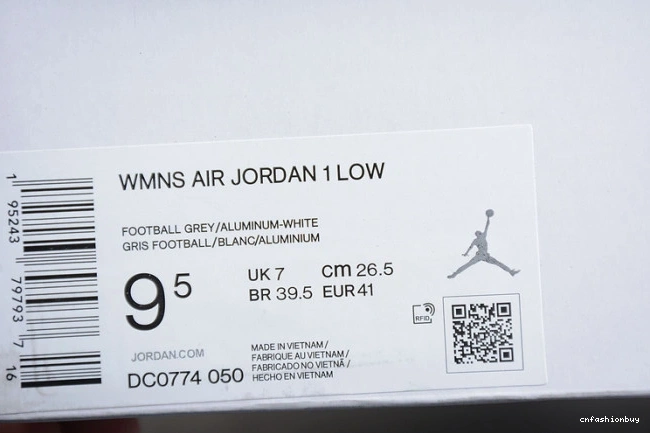 WMNS AIR JORDAN 1 LOW
FOOTBALL GREY/ALUMINUM-WHITE
GRIS FOOTBALL/BLANC/ALUMINIUM
9 5
UK 7 cm 26.5
BR 39.5 EUR 41
JORDAN.COM
DC0774 050
MADE IN VIETNAM /
FABRIQUE AU VIETNAM /
FABRICADO NO VIETNÃ /
HECHO EN VIETNAM
RFID
1 95243 79793 7 16
cnfashionbuy